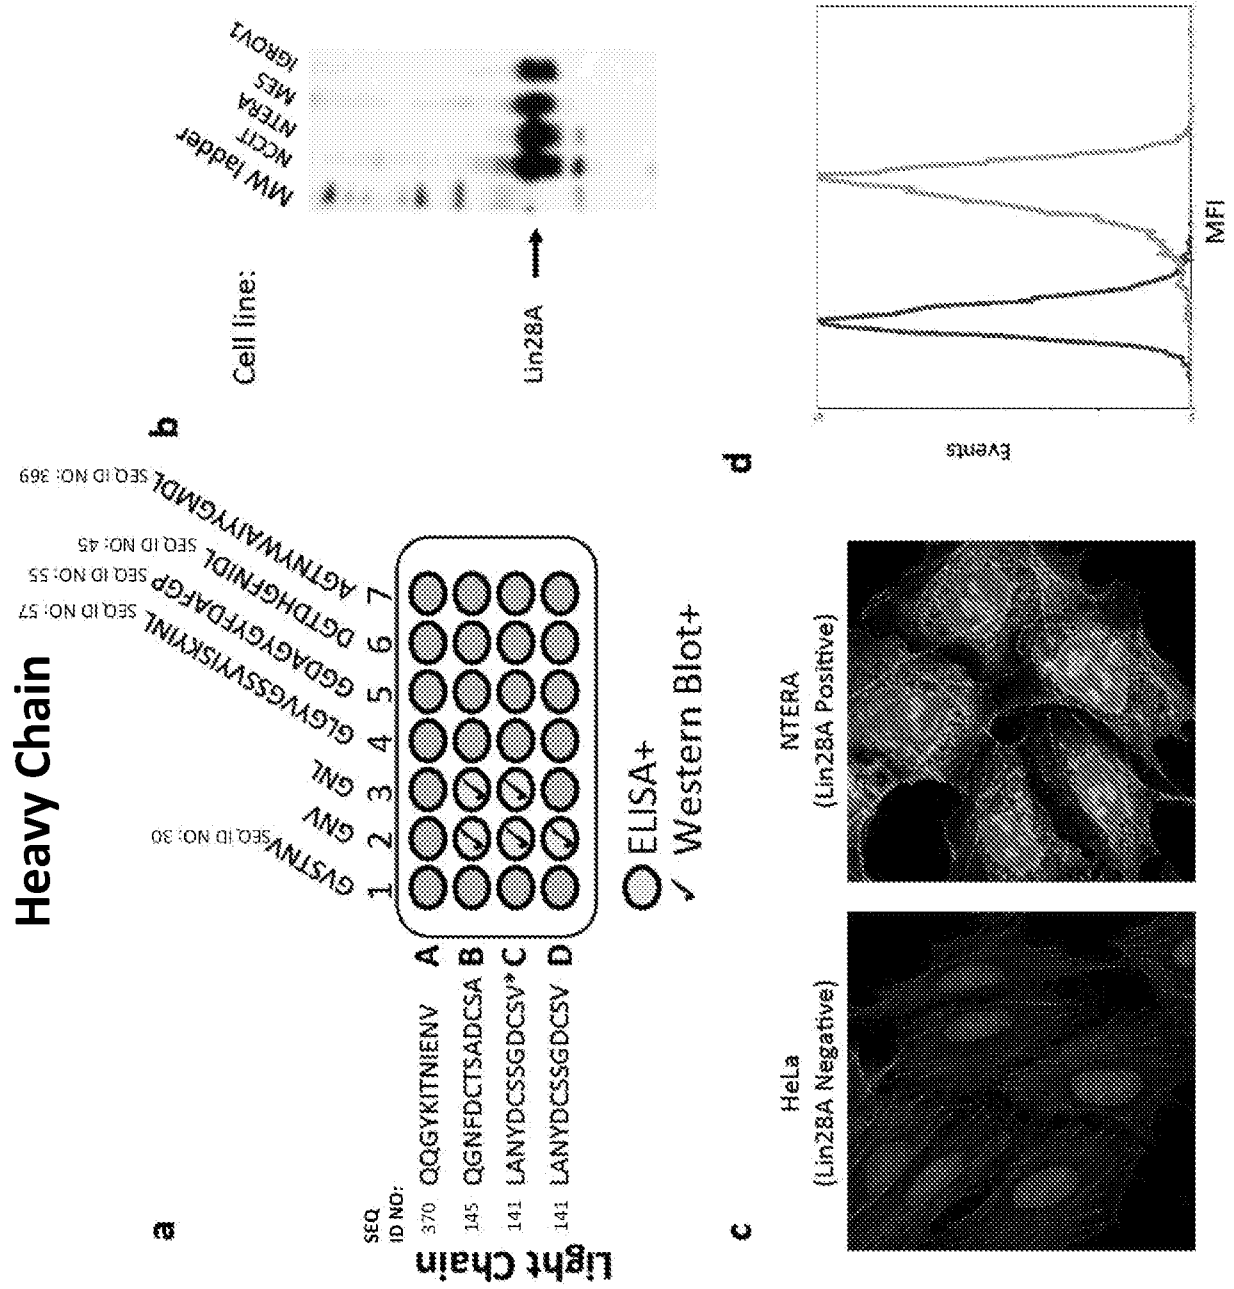 Heavy Chain
a
GVSTNV SEQ ID NO: 30
GNV
GNL
GLGYVGSSVYISKYINL SEQ ID NO: 57
GGDAGYGYFDAFGP SEQ ID NO: 55
DGTDHGFNIDL SEQ ID NO: 45
AGTNYWAIYYGMDL SEQ ID NO: 369
1 2 3 4 5 6 7
SEQ
ID NO:
Light Chain
370 QQGYKITNIENV A
145 QGNFDCTSADCSA B
141 LANYDCSSGDCSV* C
141 LANYDCSSGDCSV D
ELISA+
✓ Western Blot+
b
Cell line:
MW ladder
NCCIT
NTERA
MES
IGROV1
Lin28A
c
HeLa
(Lin28A Negative)
NTERA
(Lin28A Positive)
d
Events
MFI